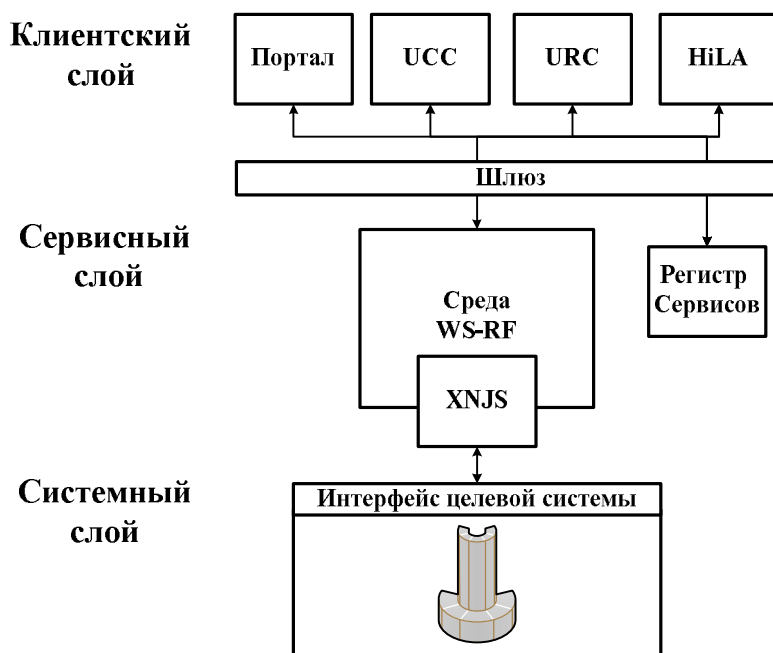 Клиентский
слой
Портал
UCC
URC
HiLA
Шлюз
Сервисный
слой
Среда
WS-RF
Регистр
Сервисов
XNJS
Системный
слой
Интерфейс целевой системы